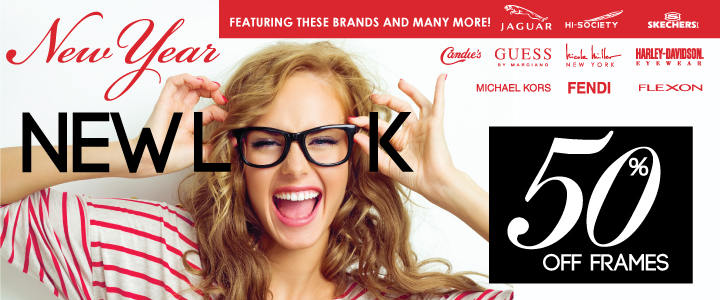 New Year
NEW LOOK
FEATURING THESE BRANDS AND MANY MORE!
JAGUAR
HI-SOCIETY
SKECHERS
Candie's
GUESS
BY MARCIANO
nicole miller
NEW YORK
HARLEY-DAVIDSON
EYEWEAR
MICHAEL KORS
FENDI
FLEXON
50%
OFF FRAMES